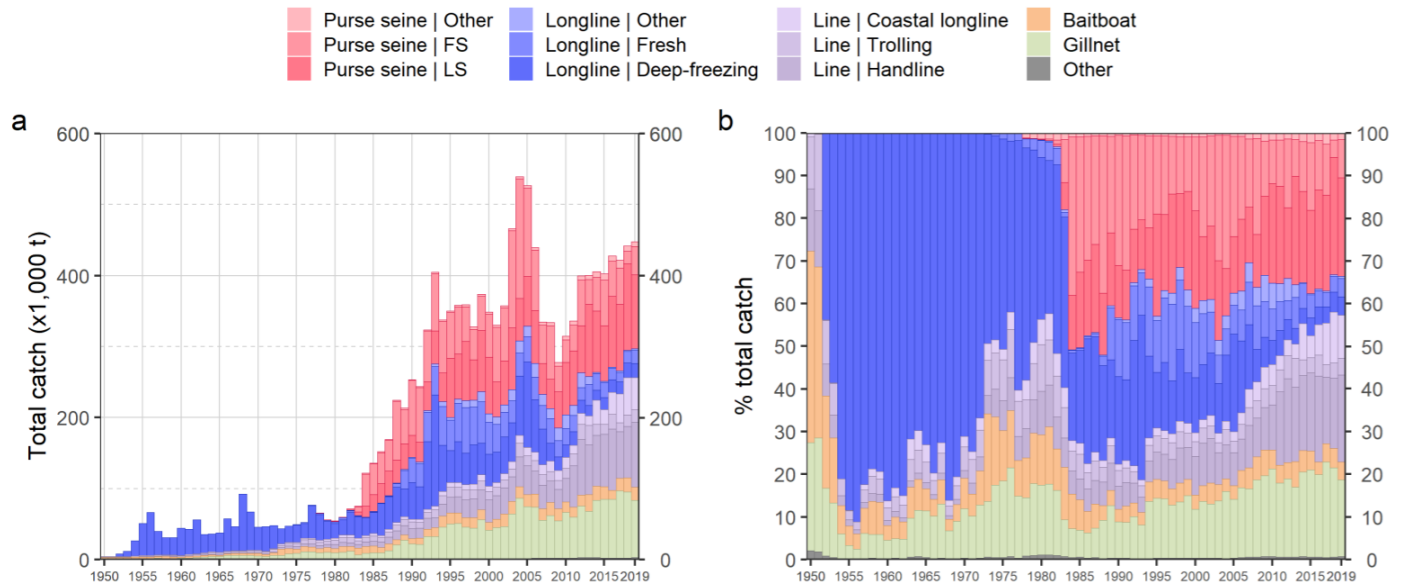 Purse seine | Other
Purse seine | FS
Purse seine | LS
Longline | Other
Longline | Fresh
Longline | Deep-freezing
Line | Coastal longline
Line | Trolling
Line | Handline
Baitboat
Gillnet
Other
a
Total catch (x1,000 t)
600
400
200
0
600
400
200
0
1950 1955 1960 1965 1970 1975 1980 1985 1990 1995 2000 2005 2010 2015 2019
b
% total catch
100
90
80
70
60
50
40
30
20
10
0
100
90
80
70
60
50
40
30
20
10
0
1950 1955 1960 1965 1970 1975 1980 1985 1990 1995 2000 2005 2010 2015 2019